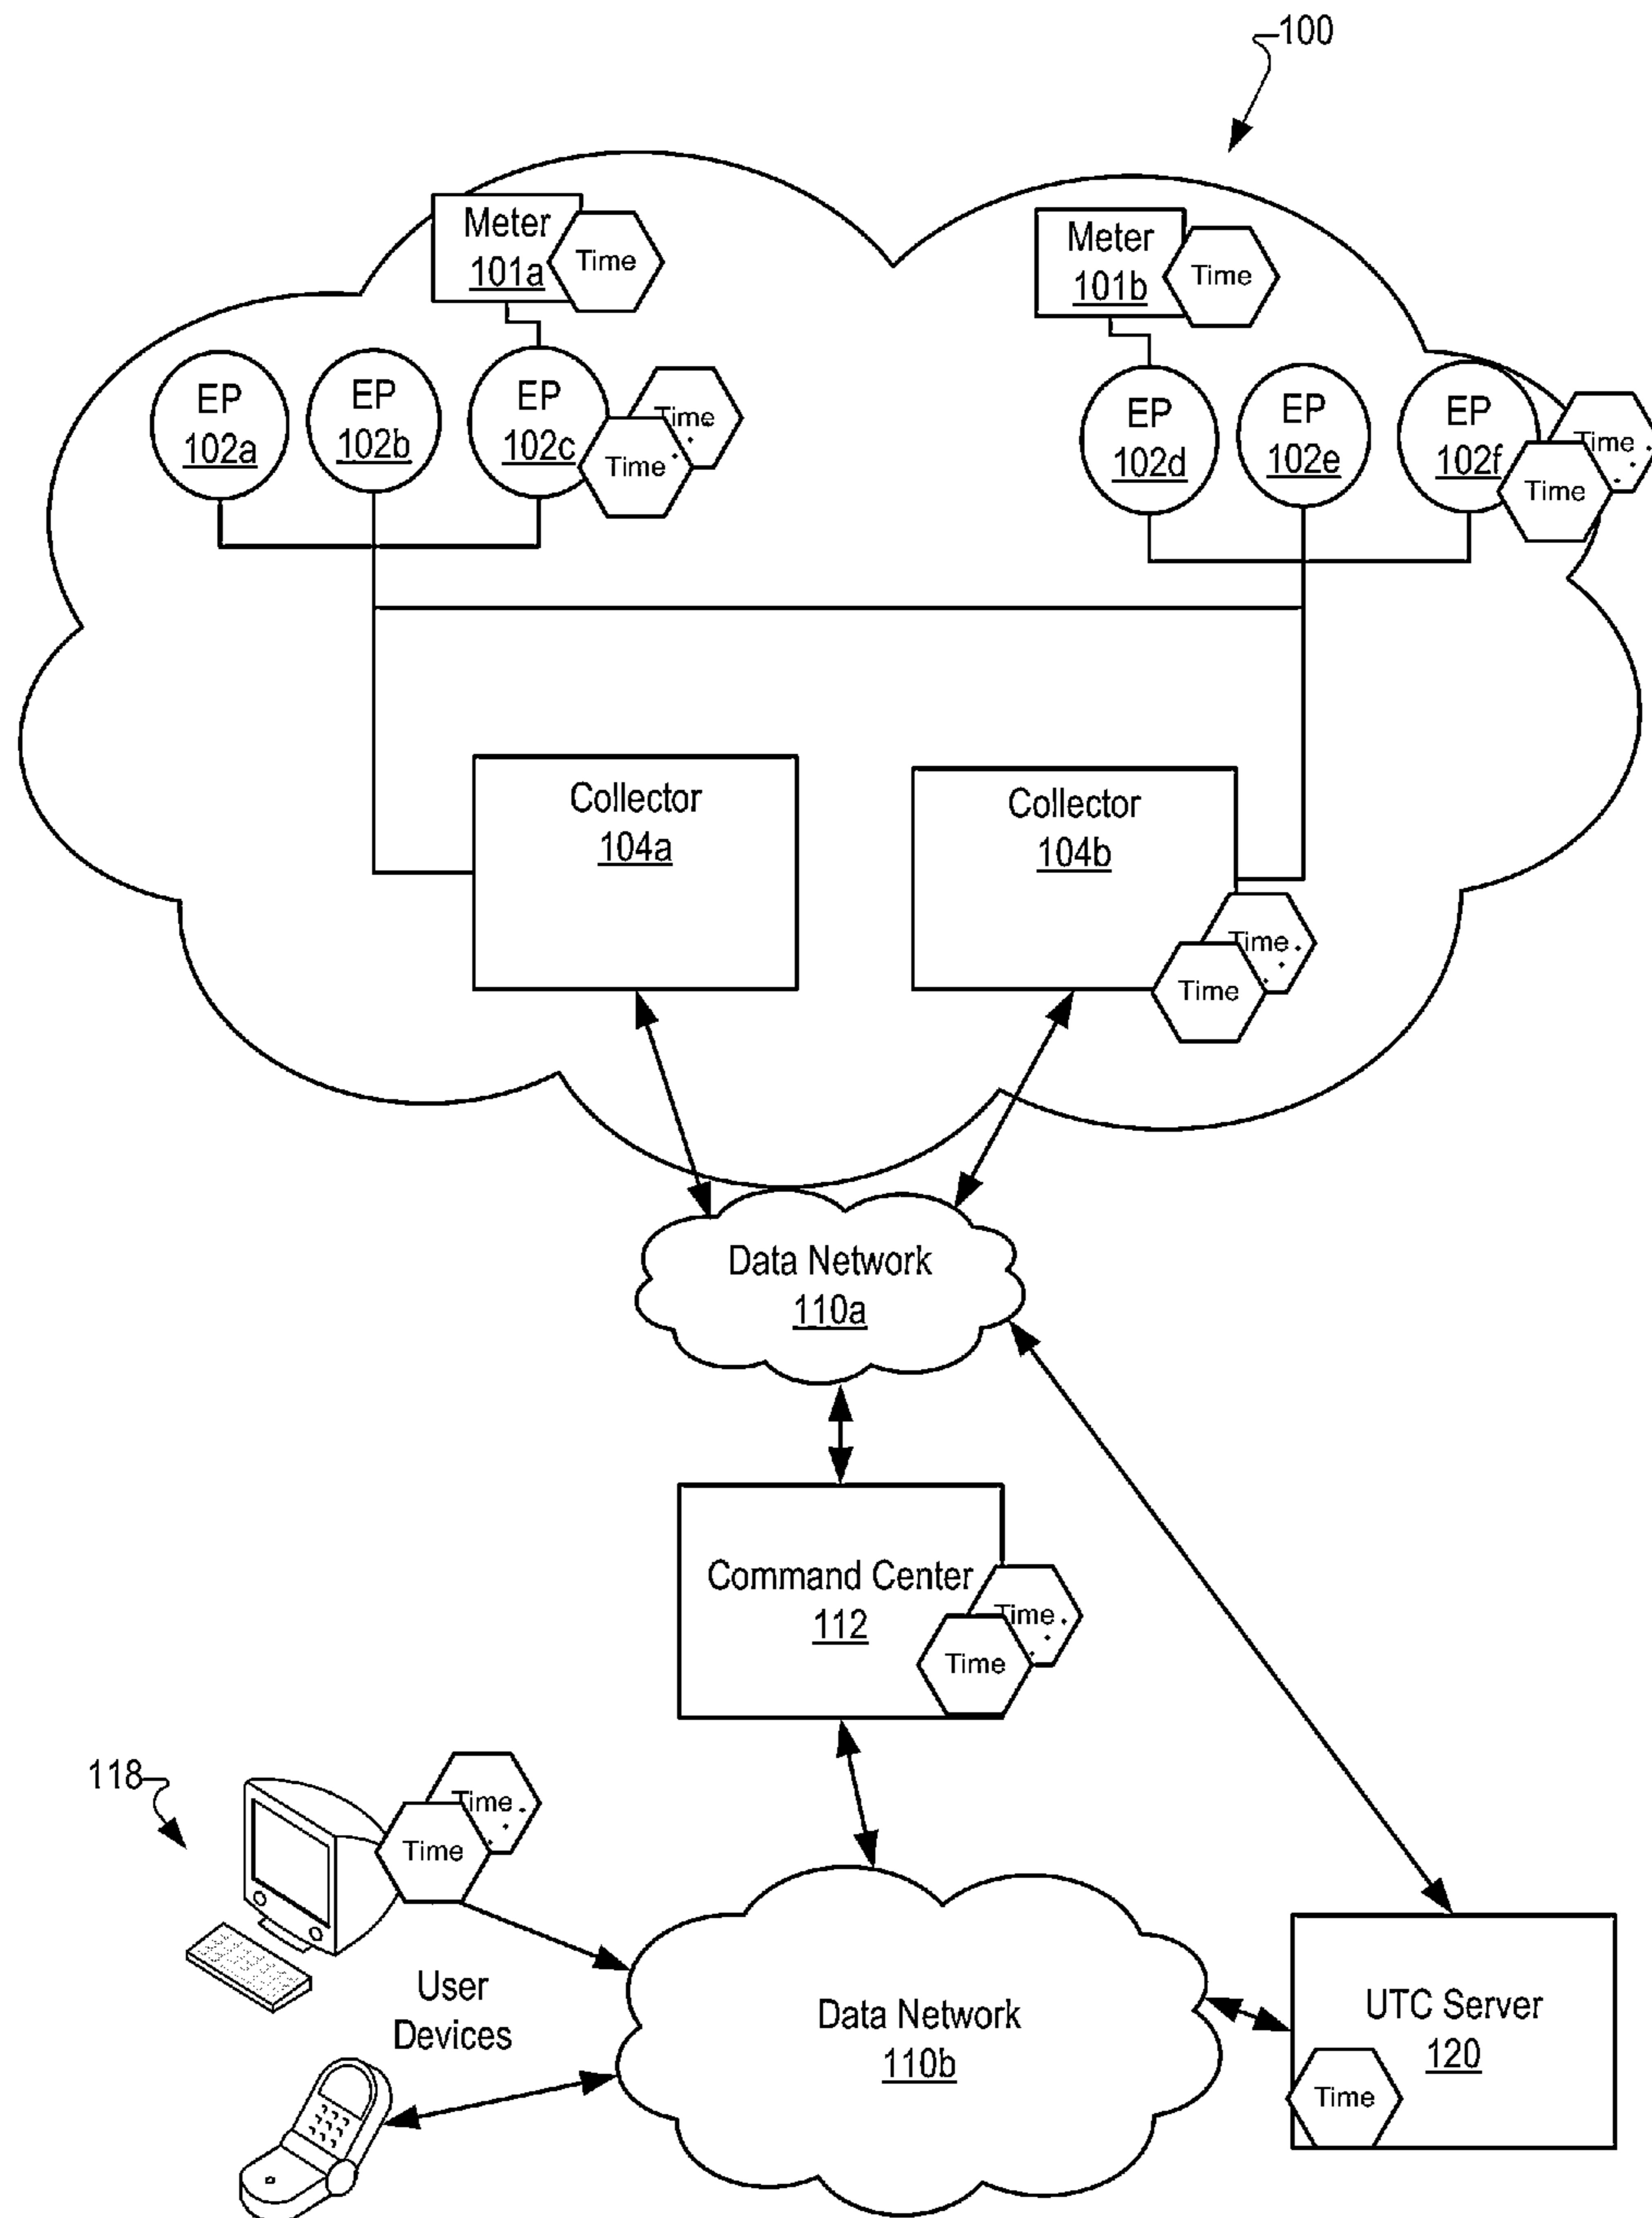 100
Meter
101a
Time
Meter
101b
Time
EP
102a
EP
102b
EP
102c
Time
Time
EP
102d
EP
102e
EP
102f
Time
Time
Collector
104a
Collector
104b
Time
Time
Data Network
110a
Command Center
112
Time
Time
118
Time
Time
User
Devices
Data Network
110b
UTC Server
120
Time